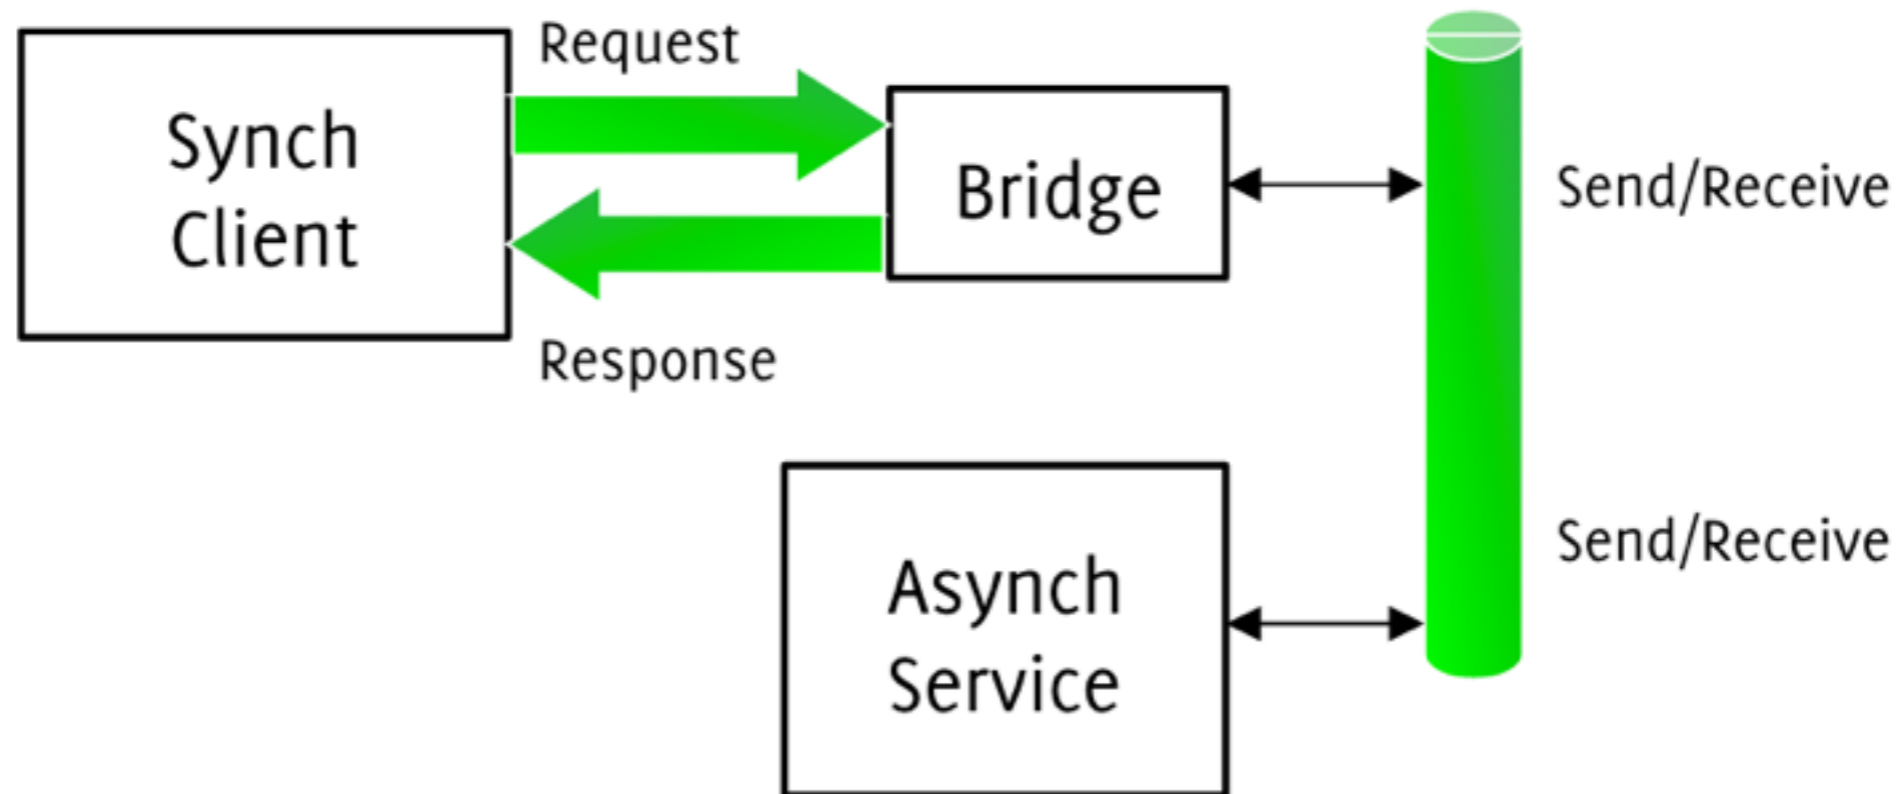 Request
Synch
Client
Bridge
Send/Receive
Response
Asynch
Service
Send/Receive